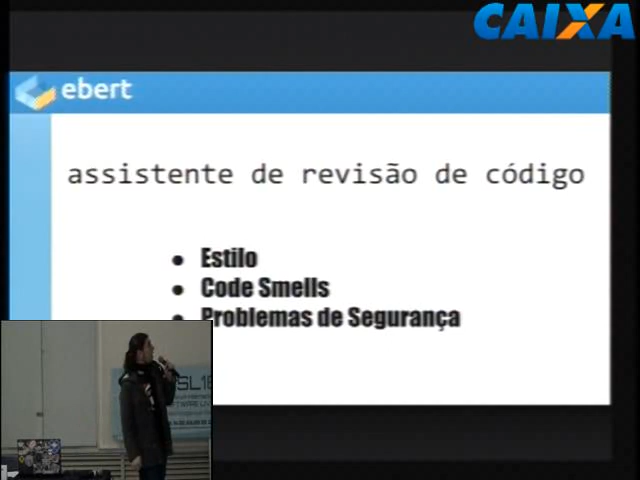 CAIXA
ebert
assistente de revisão de código
• Estilo
• Code Smells
• Problemas de Segurança